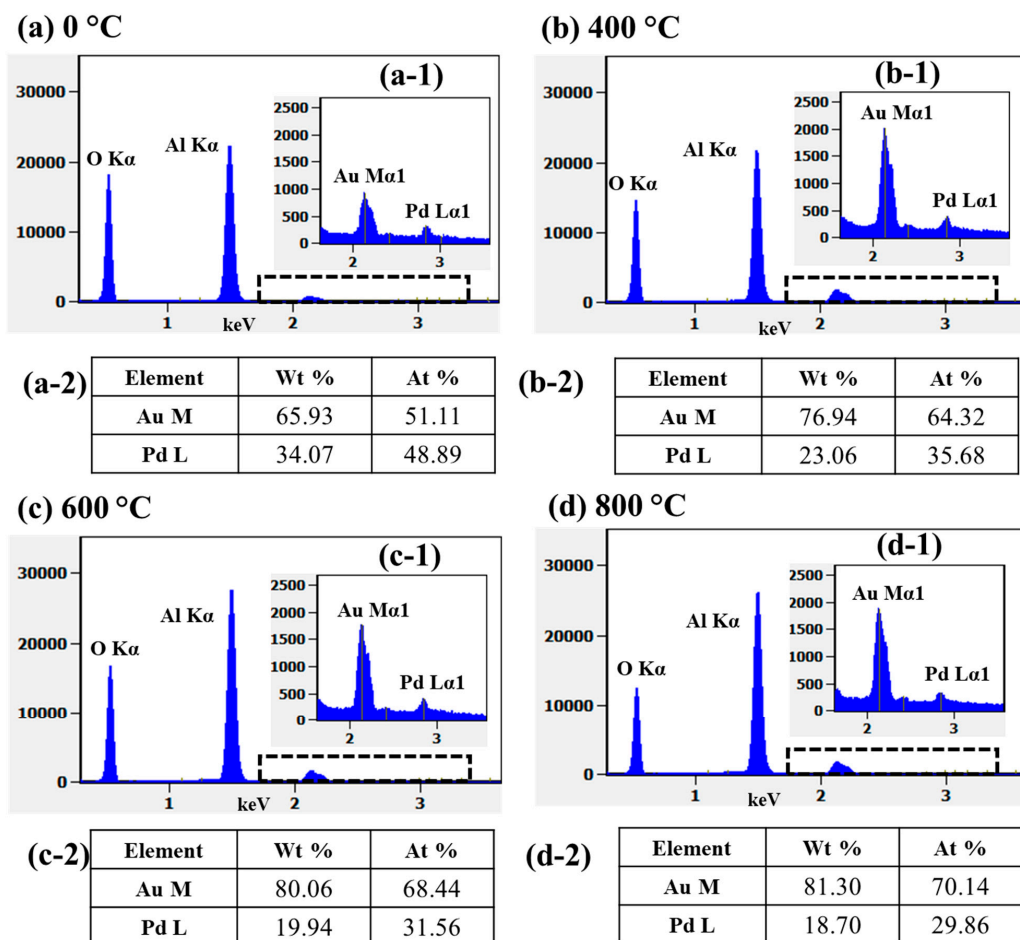 (a) 0 °C
(a-1)
30000
20000
10000
0
O Kα
Al Kα
2500
2000
1500
1000
500
0
Au Mα1
Pd Lα1
2 3
1 keV 2 3
(b) 400 °C
(b-1)
30000
20000
10000
0
O Kα
Al Kα
2500
2000
1500
1000
500
0
Au Mα1
Pd Lα1
2 3
1 keV 2 3
(a-2)
Element Wt % At %
Au M 65.93 51.11
Pd L 34.07 48.89
(b-2)
Element Wt % At %
Au M 76.94 64.32
Pd L 23.06 35.68
(c) 600 °C
(c-1)
30000
20000
10000
0
O Kα
Al Kα
2500
2000
1500
1000
500
0
Au Mα1
Pd Lα1
2 3
1 keV 2 3
(d) 800 °C
(d-1)
30000
20000
10000
0
O Kα
Al Kα
2500
2000
1500
1000
500
0
Au Mα1
Pd Lα1
2 3
1 keV 2 3
(c-2)
Element Wt % At %
Au M 80.06 68.44
Pd L 19.94 31.56
(d-2)
Element Wt % At %
Au M 81.30 70.14
Pd L 18.70 29.86